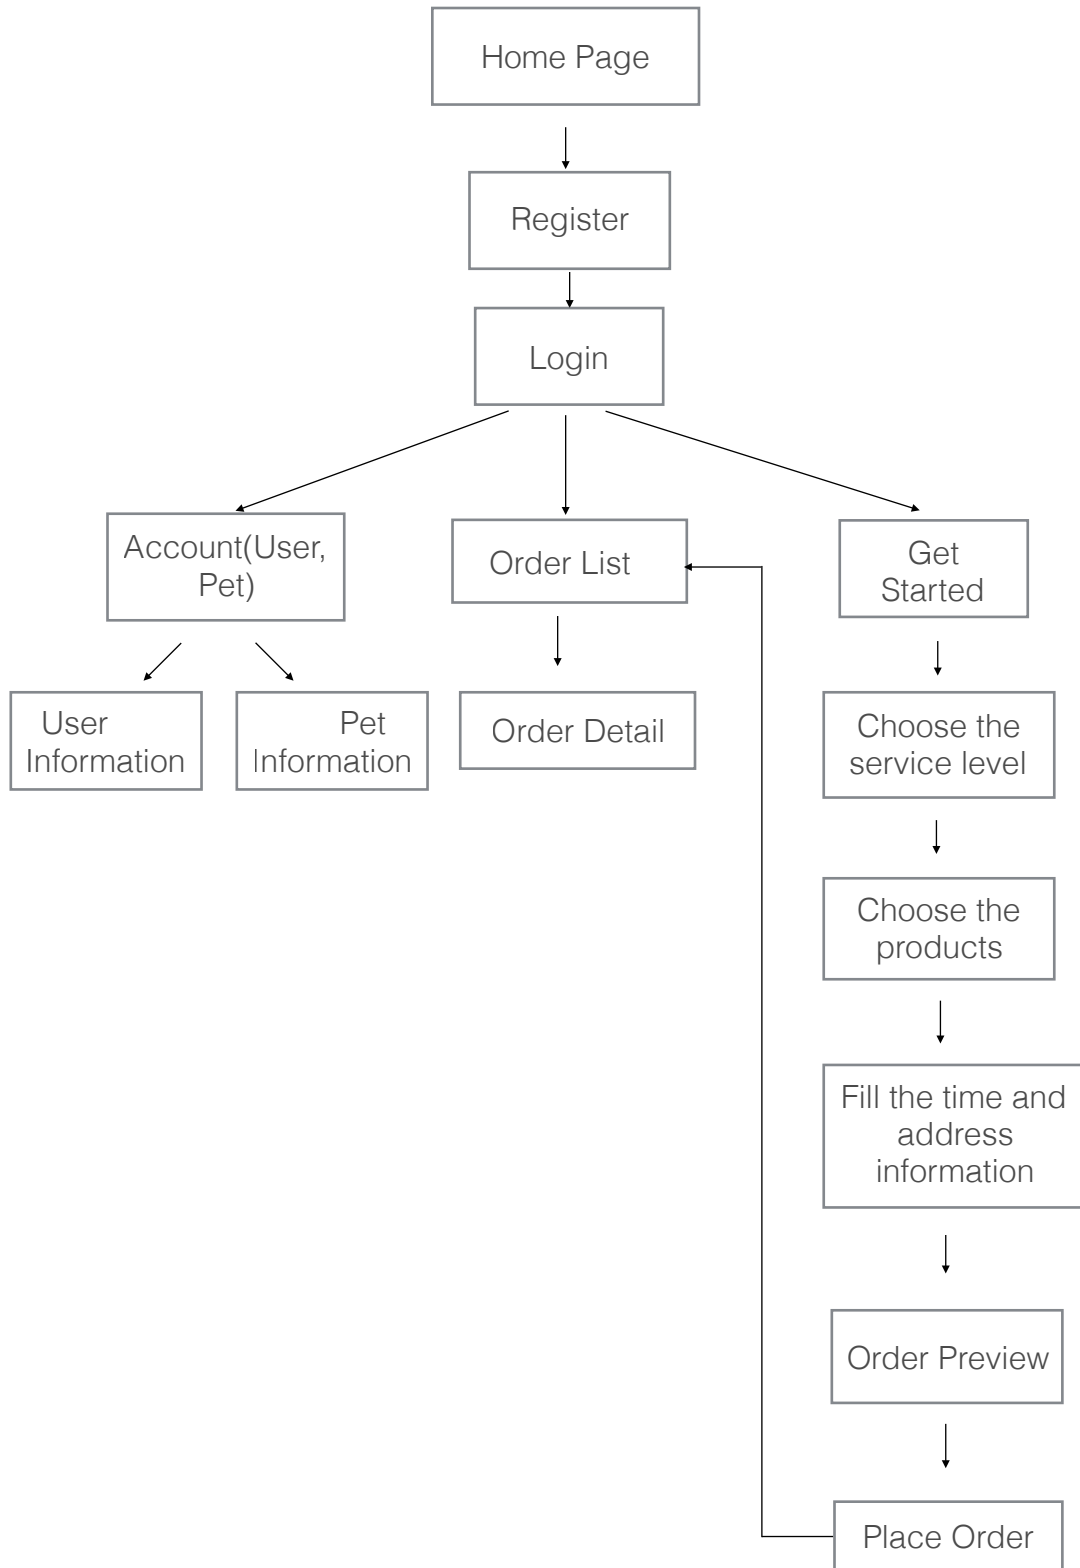 Home Page
Register
Login
Account(User,
Pet)
Order List
Get
Started
User
Information
Pet
Information
Order Detail
Choose the
service level
Choose the
products
Fill the time and
address
information
Order Preview
Place Order